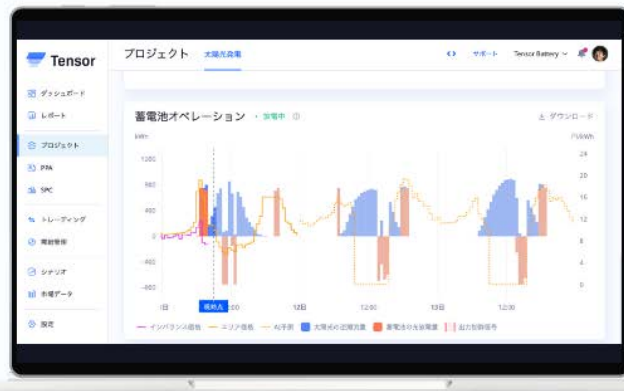 Tensor
プロジェクト 太陽光発電
サポート Tensor Battery
ダッシュボード
レポート
プロジェクト
PPA
SPC
トレーディング
シナリオ
市場データ
設定
蓄電池オペレーション ・放電中
ダウンロード
kWh
円/kWh
1200
800
400
0
-400
-800
24
20
16
12
8
4
0
現時点 12日 12:00 13日 12:00
インバランス価格 エリア価格 AI予測 太陽光の逆潮流量 蓄電池の充放電量 出力制御信号